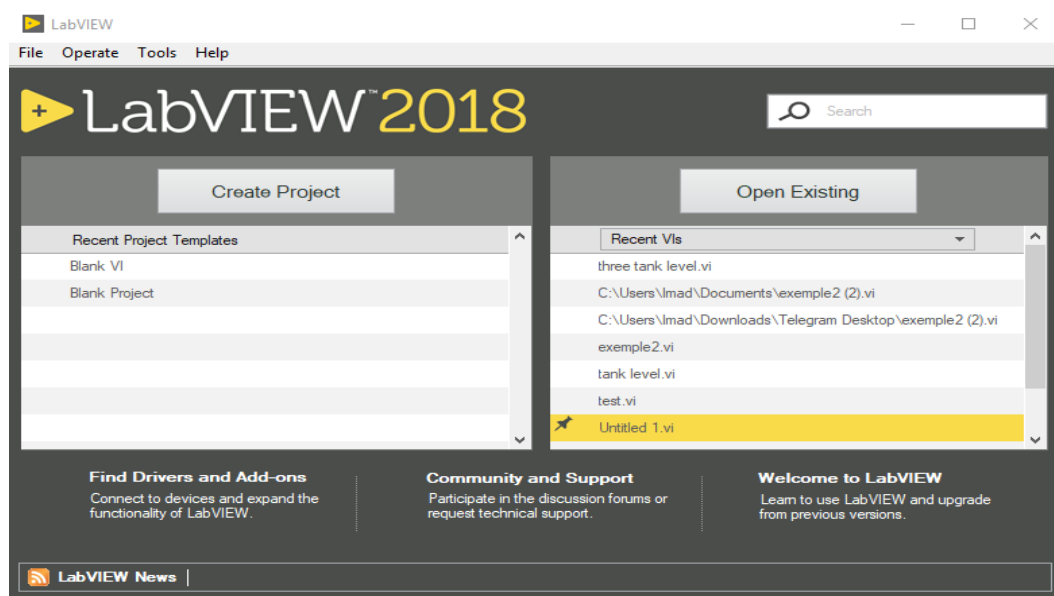 LabVIEW
File Operate Tools Help
LabVIEW™2018
Search
Create Project
Recent Project Templates
Blank VI
Blank Project
Open Existing
Recent VIs
three tank level.vi
C:\Users\Imad\Documents\exemple2 (2).vi
C:\Users\Imad\Downloads\Telegram Desktop\exemple2 (2).vi
exemple2.vi
tank level.vi
test.vi
Untitled 1.vi
Find Drivers and Add-ons
Connect to devices and expand the
functionality of LabVIEW.
Community and Support
Participate in the discussion forums or
request technical support.
Welcome to LabVIEW
Learn to use LabVIEW and upgrade
from previous versions.
LabVIEW News |